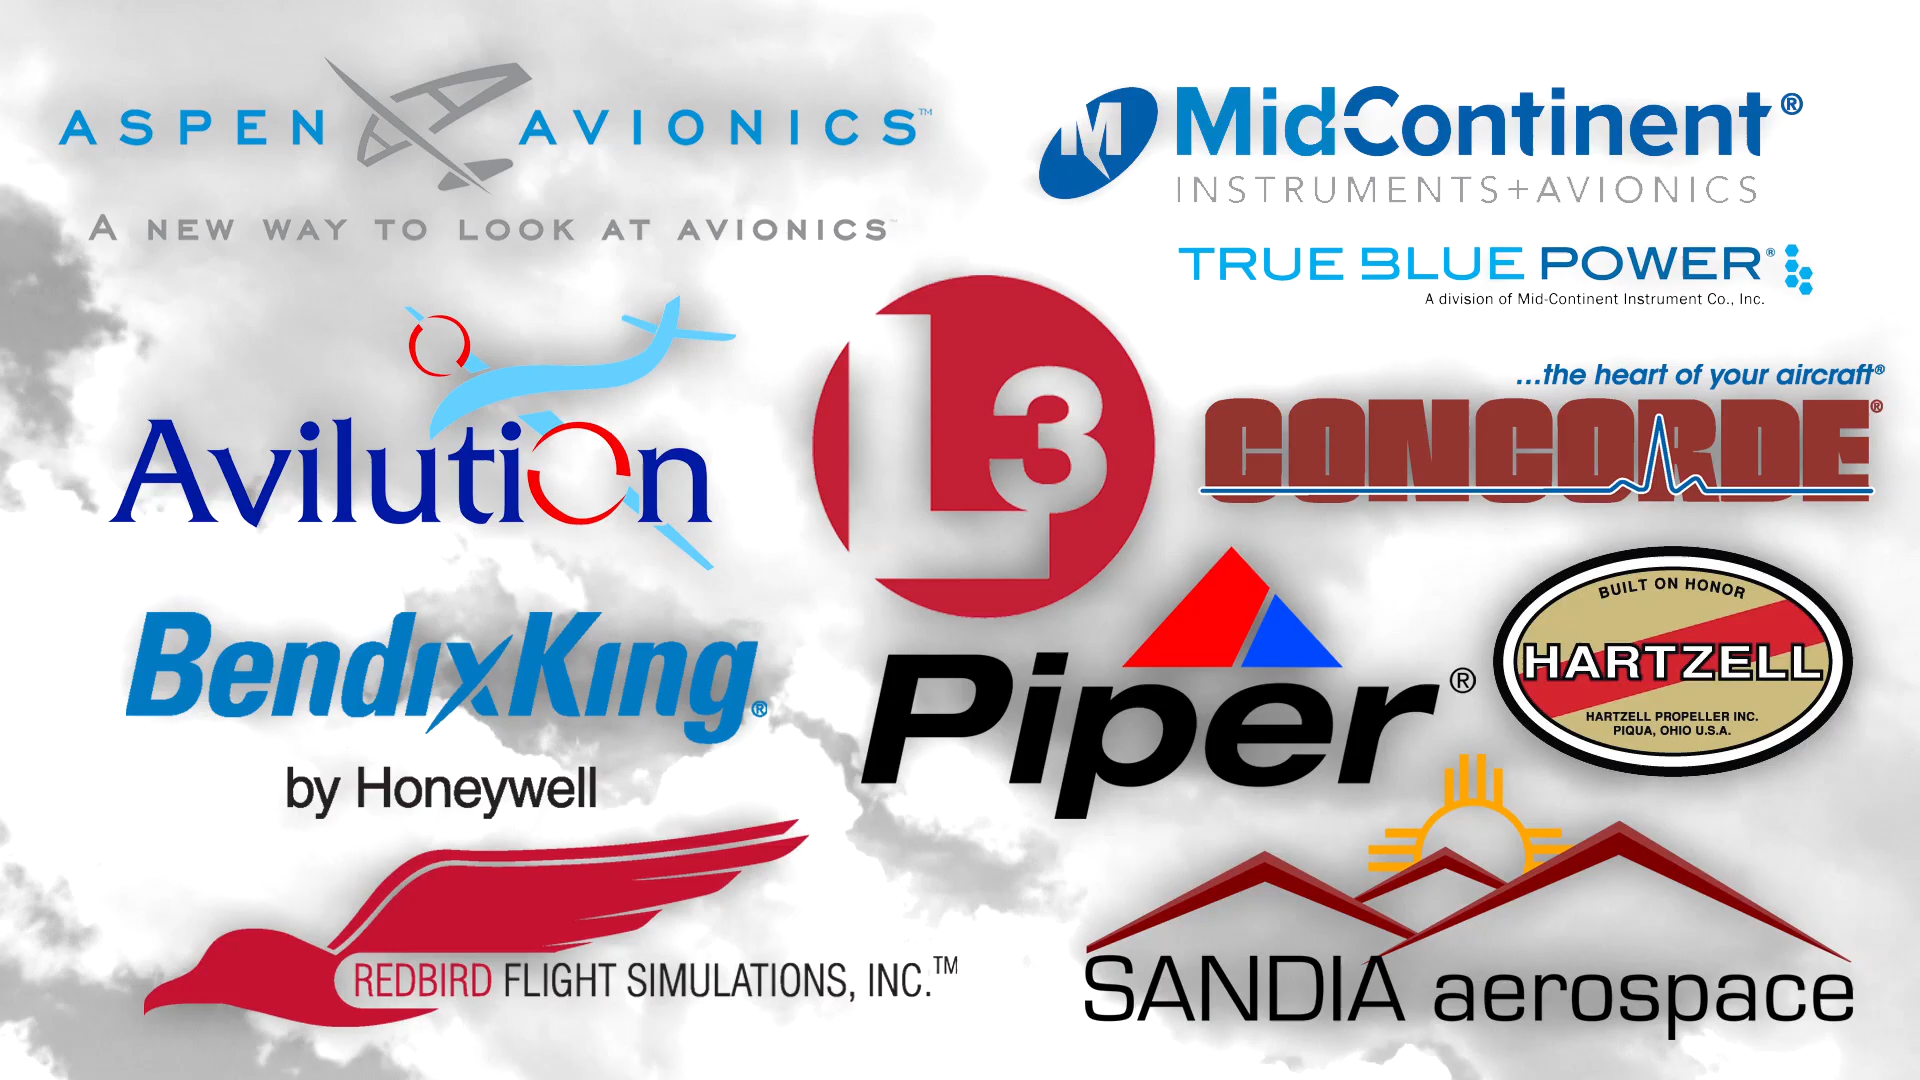 ASPEN AVIONICS™
A NEW WAY TO LOOK AT AVIONICS™
M MidContinent®
INSTRUMENTS+AVIONICS
TRUE BLUE POWER®
A division of Mid-Continent Instrument Co., Inc.
Avilution
L3
...the heart of your aircraft®
CONCORDE®
BendixKing®
by Honeywell
Piper®
BUILT ON HONOR
HARTZELL
HARTZELL PROPELLER INC.
PIQUA, OHIO U.S.A.
REDBIRD FLIGHT SIMULATIONS, INC.™
SANDIA aerospace